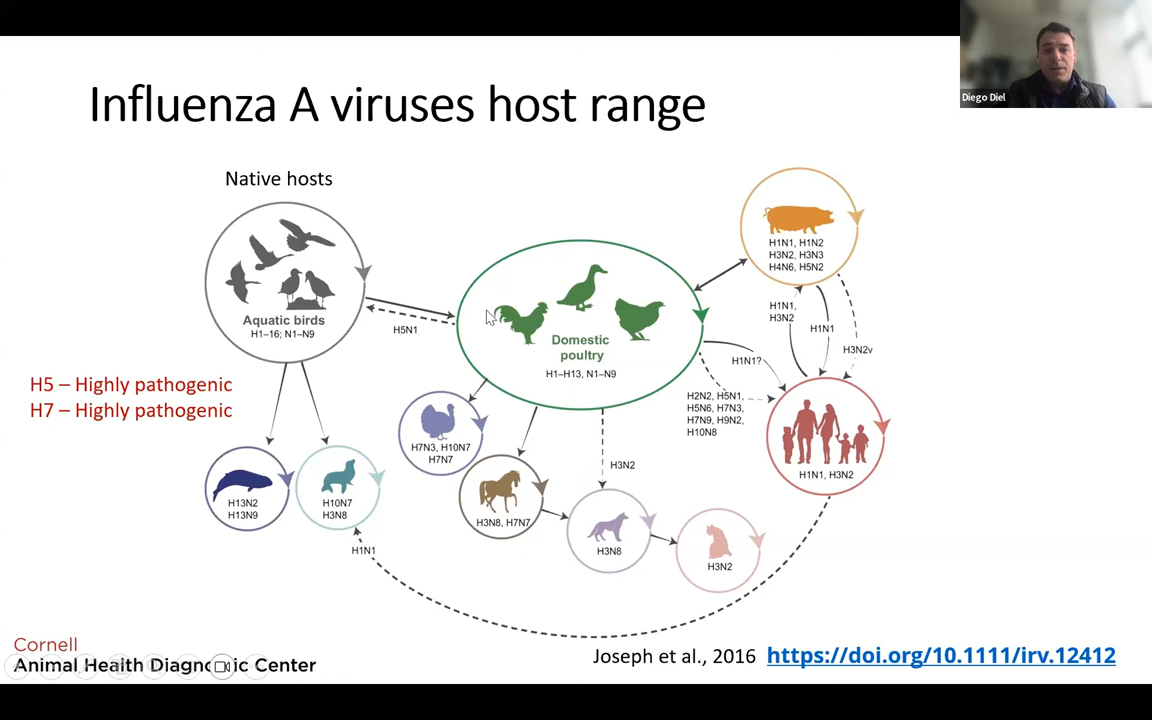 Diego Diel
Influenza A viruses host range
Native hosts
Aquatic birds
H1–16; N1–N9
H5N1
Domestic
poultry
H1–H13, N1–N9
H1N1, H1N2
H3N2, H3N3
H4N6, H5N2
H1N1,
H3N2
H1N1
H3N2v
H1N1?
H2N2, H5N1,
H5N6, H7N3,
H7N9, H9N2,
H10N8
H1N1, H3N2
H5 – Highly pathogenic
H7 – Highly pathogenic
H7N3, H10N7
H7N7
H3N2
H13N2
H13N9
H10N7
H3N8
H3N8, H7N7
H3N8
H3N2
H1N1
Cornell
Animal Health Diagnostic Center
Joseph et al., 2016 https://doi.org/10.1111/irv.12412